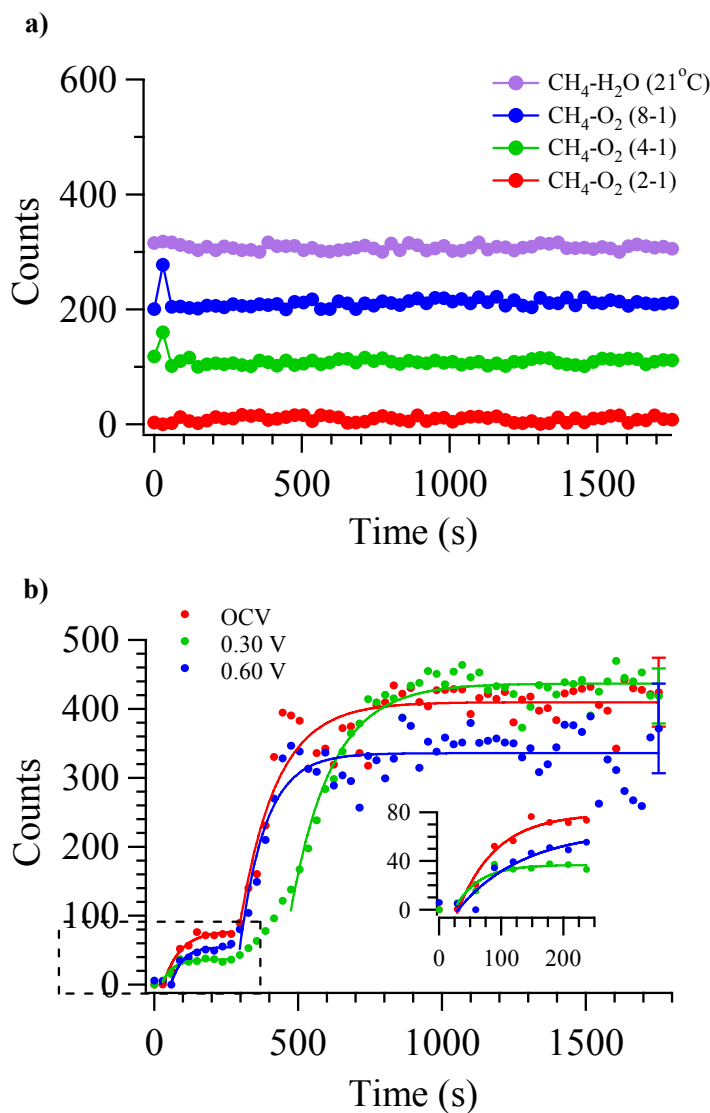 a)
600
400
200
0
Counts
CH₄-H₂O (21°C)
CH₄-O₂ (8-1)
CH₄-O₂ (4-1)
CH₄-O₂ (2-1)
0 500 1000 1500
Time (s)
b)
OCV
0.30 V
0.60 V
500
400
300
200
100
0
Counts
80
40
0
0 100 200
0 500 1000 1500
Time (s)